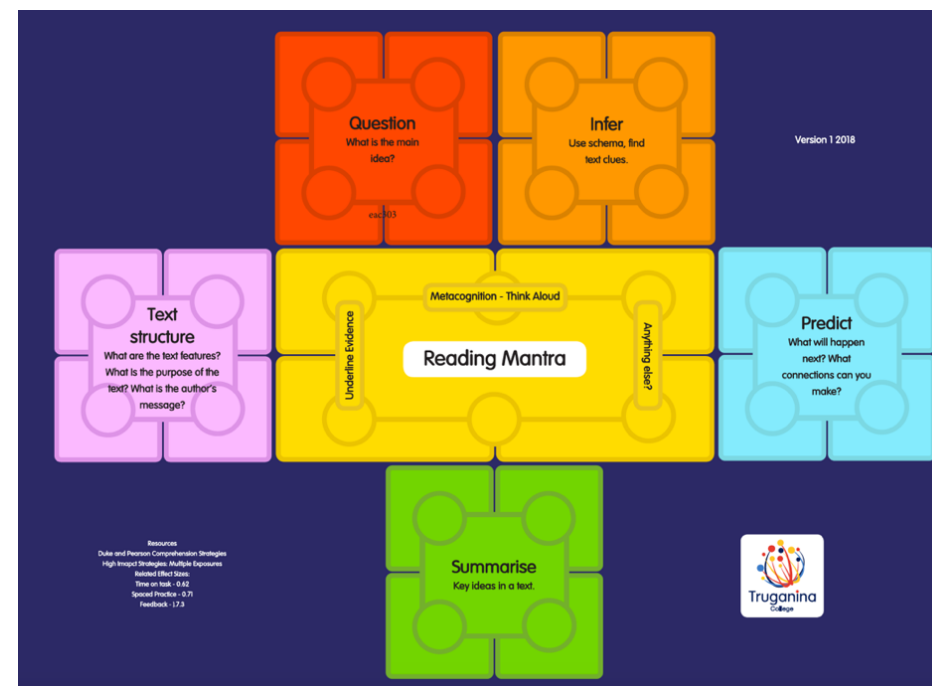 Question
What is the main
idea?
eac303
Infer
Use schema, find
text clues.
Version 1 2018
Text
structure
What are the text features?
What is the purpose of the
text? What is the author's
message?
Metacognition - Think Aloud
Underline Evidence
Reading Mantra
Anything else?
Predict
What will happen
next? What
connections can you
make?
Summarise
Key ideas in a text.
Resources
Duke and Pearson Comprehension Strategies
High Imapct Strategies: Multiple Exposures
Related Effect Sizes:
Time on task - 0.62
Spaced Practice - 0.71
Feedback - 17.3
Truganina
College